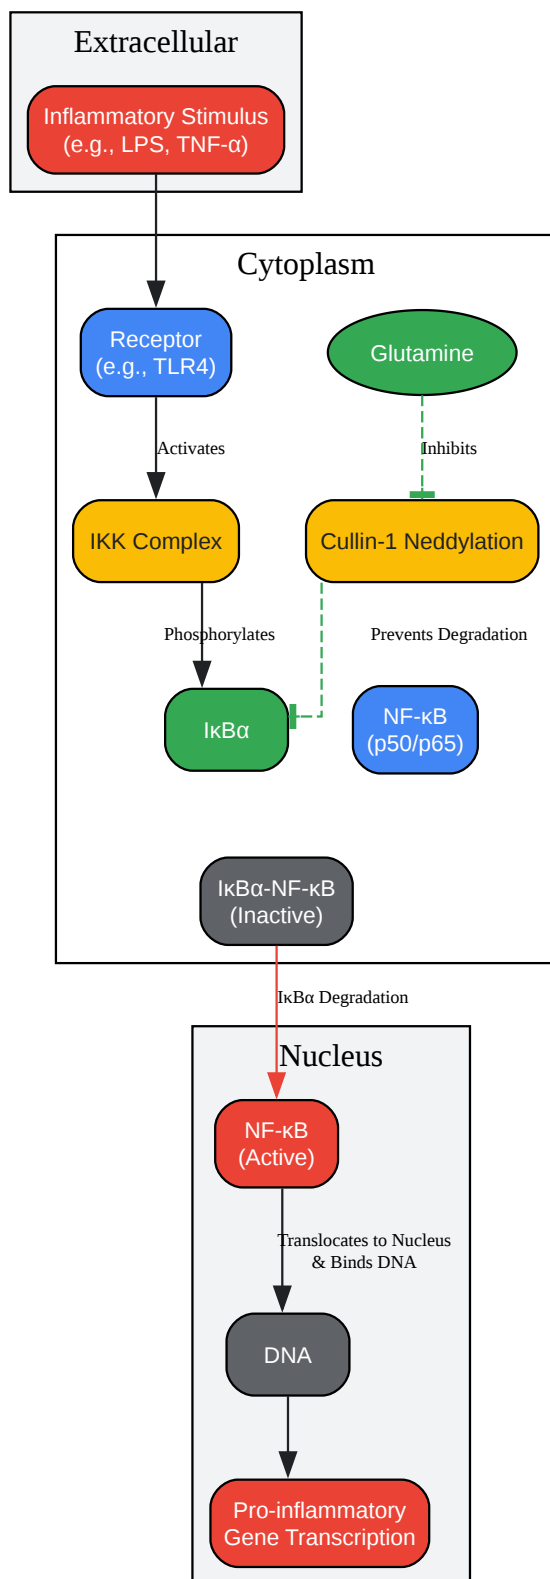 Extracellular
Inflammatory Stimulus
(e.g., LPS, TNF-α)
Cytoplasm
Receptor
(e.g., TLR4)
Glutamine
Activates
Inhibits
IKK Complex
Cullin-1 Neddylation
Phosphorylates
Prevents Degradation
IκBα
NF-κB
(p50/p65)
IκBα-NF-κB
(Inactive)
IκBα Degradation
Nucleus
NF-κB
(Active)
Translocates to Nucleus
& Binds DNA
DNA
Pro-inflammatory
Gene Transcription